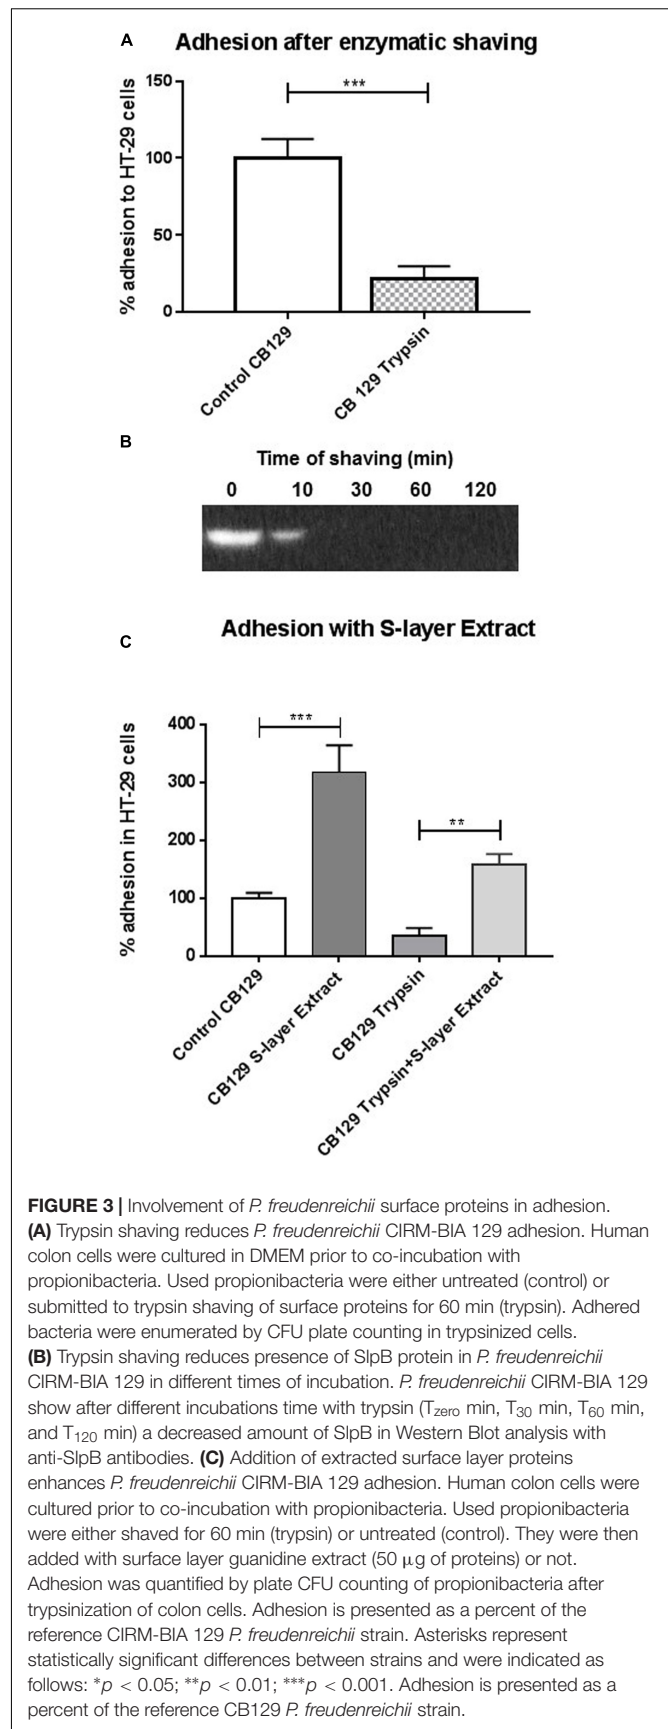 A Adhesion after enzymatic shaving
% adhesion to HT-29 cells
150
100
50
0
***
Control CB129
CB 129 Trypsin
B
Time of shaving (min)
0 10 30 60 120
C
Adhesion with S-layer Extract
% adhesion in HT-29 cells
400
300
200
100
0
***
**
Control CB129
CB129 S-layer Extract
CB129 Trypsin
CB129 Trypsin+S-layer Extract
FIGURE 3 | Involvement of P. freudenreichii surface proteins in adhesion.
(A) Trypsin shaving reduces P. freudenreichii CIRM-BIA 129 adhesion. Human
colon cells were cultured in DMEM prior to co-incubation with
propionibacteria. Used propionibacteria were either untreated (control) or
submitted to trypsin shaving of surface proteins for 60 min (trypsin). Adhered
bacteria were enumerated by CFU plate counting in trypsinized cells.
(B) Trypsin shaving reduces presence of SlpB protein in P. freudenreichii
CIRM-BIA 129 in different times of incubation. P. freudenreichii CIRM-BIA 129
show after different incubations time with trypsin (Tzero min, T30 min, T60 min,
and T120 min) a decreased amount of SlpB in Western Blot analysis with
anti-SlpB antibodies. (C) Addition of extracted surface layer proteins
enhances P. freudenreichii CIRM-BIA 129 adhesion. Human colon cells were
cultured prior to co-incubation with propionibacteria. Used propionibacteria
were either shaved for 60 min (trypsin) or untreated (control). They were then
added with surface layer guanidine extract (50 μg of proteins) or not.
Adhesion was quantified by plate CFU counting of propionibacteria after
trypsinization of colon cells. Adhesion is presented as a percent of the
reference CIRM-BIA 129 P. freudenreichii strain. Asterisks represent
statistically significant differences between strains and were indicated as
follows: *p < 0.05; **p < 0.01; ***p < 0.001. Adhesion is presented as a
percent of the reference CB129 P. freudenreichii strain.